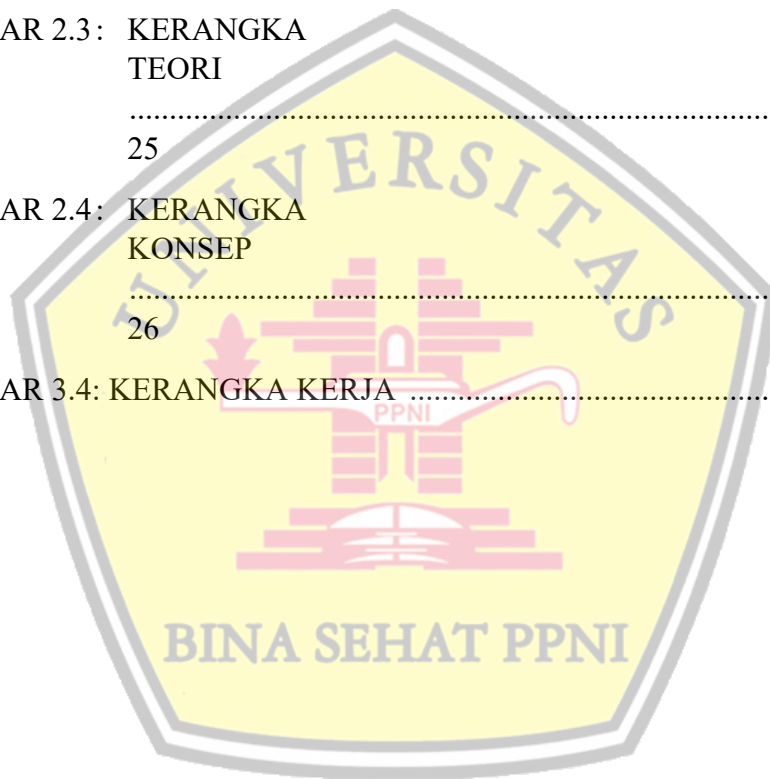 AR 2.3: KERANGKA
TEORI
................................................................................
25
AR 2.4: KERANGKA
KONSEP
................................................................................
26
AR 3.4: KERANGKA KERJA .............................................
UNIVERSITAS
PPNI
BINA SEHAT PPNI